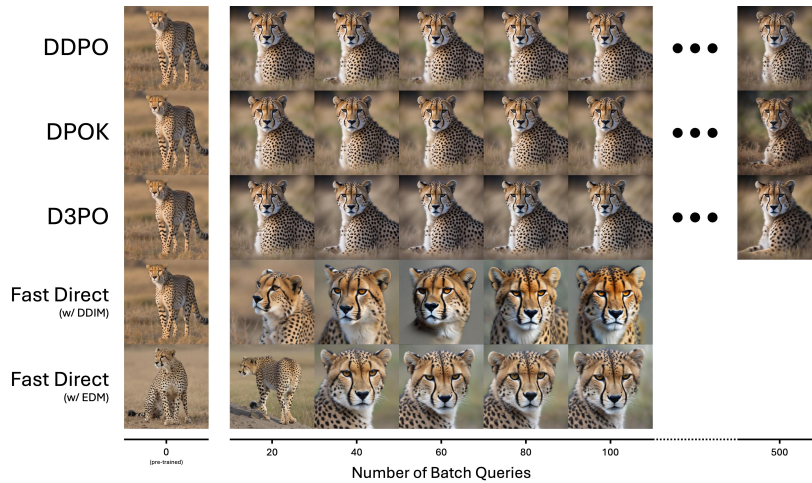 DDPO
DPOK
D3PO
Fast Direct
(w/ DDIM)
Fast Direct
(w/ EDM)
0 20 40 60 80 100 500
(pre-trained)
Number of Batch Queries